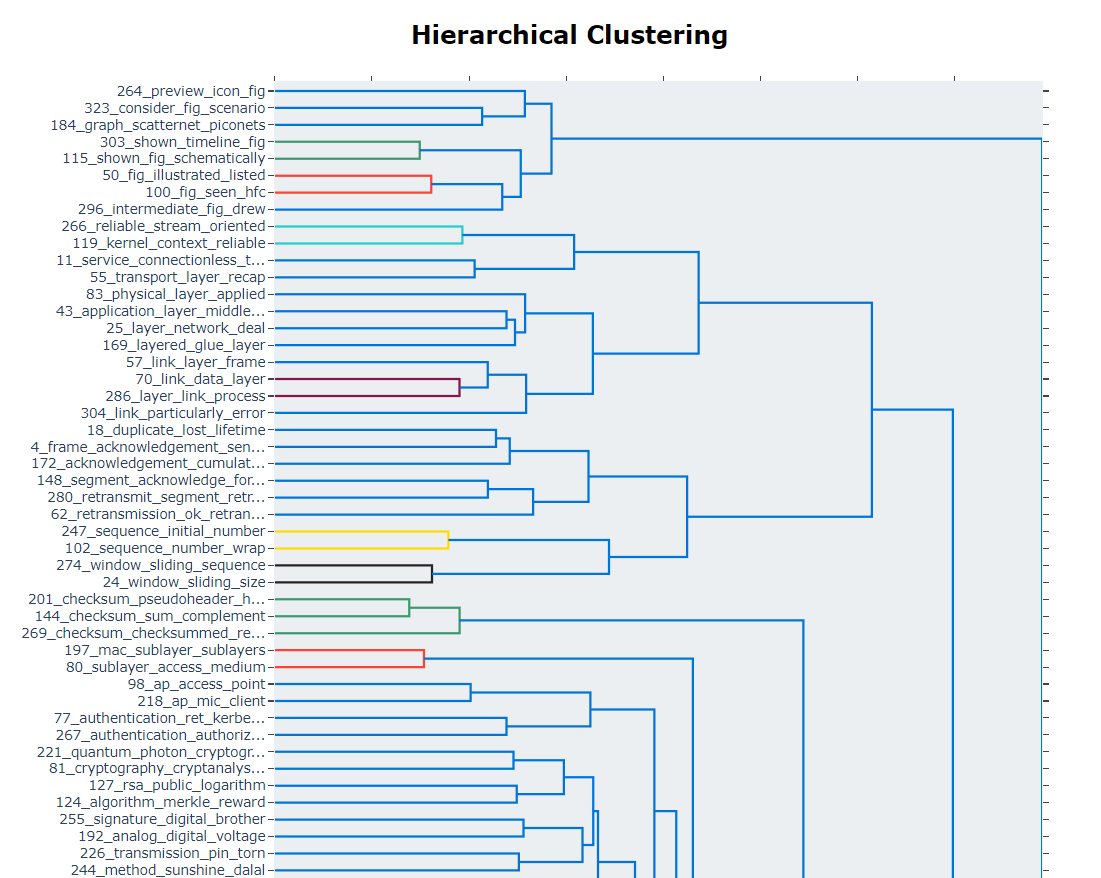 Hierarchical Clustering
264_preview_icon_fig
323_consider_fig_scenario
184_graph_scatternet_piconets
303_shown_timeline_fig
115_shown_fig_schematically
50_fig_illustrated_listed
100_fig_seen_hfc
296_intermediate_fig_drew
266_reliable_stream_oriented
119_kernel_context_reliable
11_service_connectionless_t...
55_transport_layer_recap
83_physical_layer_applied
43_application_layer_middle...
25_layer_network_deal
169_layered_glue_layer
57_link_layer_frame
70_link_data_layer
286_layer_link_process
304_link_particularly_error
18_duplicate_lost_lifetime
4_frame_acknowledgement_sen...
172_acknowledgement_cumulat...
148_segment_acknowledge_for...
280_retransmit_segment_retr...
62_retransmission_ok_retran...
247_sequence_initial_number
102_sequence_number_wrap
274_window_sliding_sequence
24_window_sliding_size
201_checksum_pseudoheader_h...
144_checksum_sum_complement
269_checksum_checksummed_re...
197_mac_sublayer_sublayers
80_sublayer_access_medium
98_ap_access_point
218_ap_mic_client
77_authentication_ret_kerbe...
267_authentication_authoriz...
221_quantum_photon_cryptogr...
81_cryptography_cryptanalys...
127_rsa_public_logarithm
124_algorithm_merkle_reward
255_signature_digital_brother
192_analog_digital_voltage
226_transmission_pin_torn
244_method_sunshine_dalal